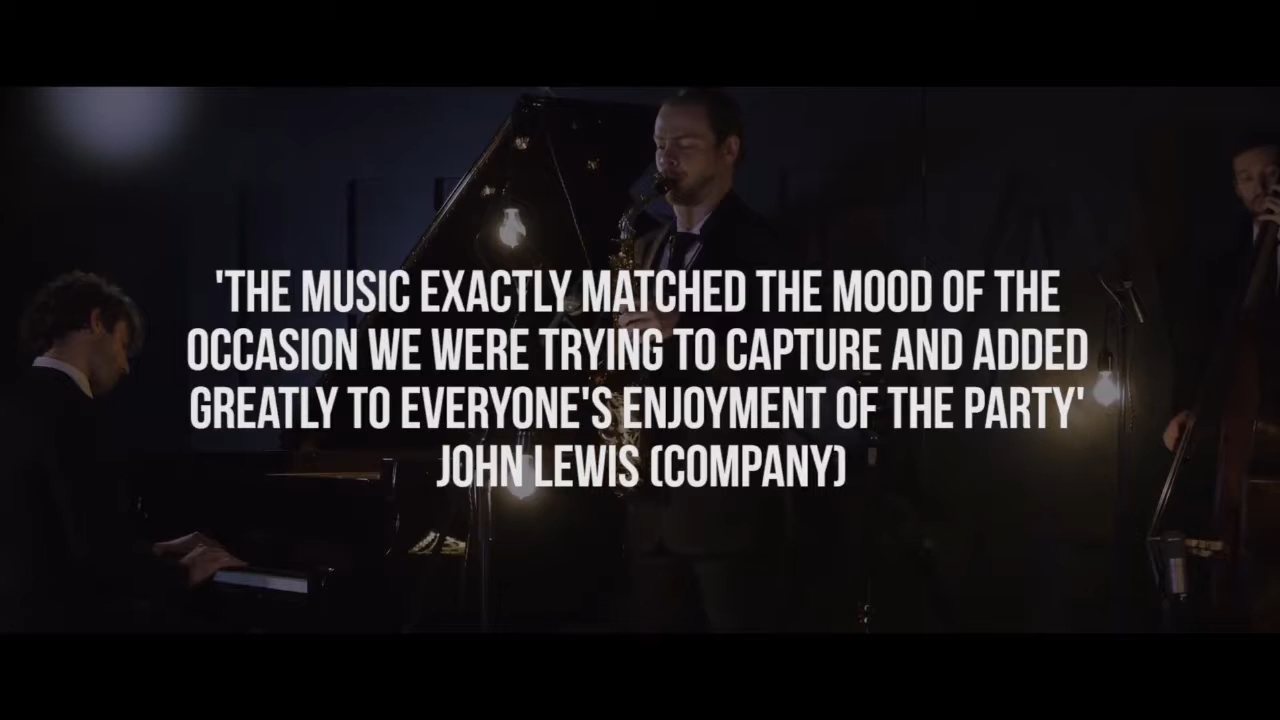 'THE MUSIC EXACTLY MATCHED THE MOOD OF THE
OCCASION WE WERE TRYING TO CAPTURE AND ADDED
GREATLY TO EVERYONE'S ENJOYMENT OF THE PARTY'
JOHN LEWIS (COMPANY)